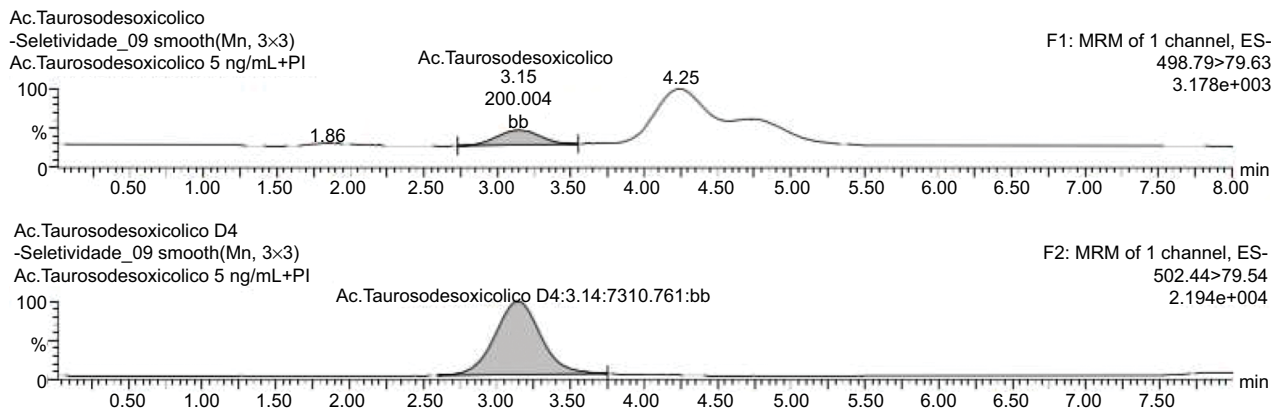 Ac.Taurosodesoxicolico
-Seletividade_09 smooth(Mn, 3×3)
Ac.Taurosodesoxicolico 5 ng/mL+PI
F1: MRM of 1 channel, ES-
498.79>79.63
3.178e+003
Ac.Taurosodesoxicolico
3.15
200.004
bb
1.86
4.25
100
%
0
0.50 1.00 1.50 2.00 2.50 3.00 3.50 4.00 4.50 5.00 5.50 6.00 6.50 7.00 7.50 8.00
min
Ac.Taurosodesoxicolico D4
-Seletividade_09 smooth(Mn, 3×3)
Ac.Taurosodesoxicolico 5 ng/mL+PI
F2: MRM of 1 channel, ES-
502.44>79.54
2.194e+004
Ac.Taurosodesoxicolico D4:3.14:7310.761:bb
100
%
0
0.50 1.00 1.50 2.00 2.50 3.00 3.50 4.00 4.50 5.00 5.50 6.00 6.50 7.00 7.50
min